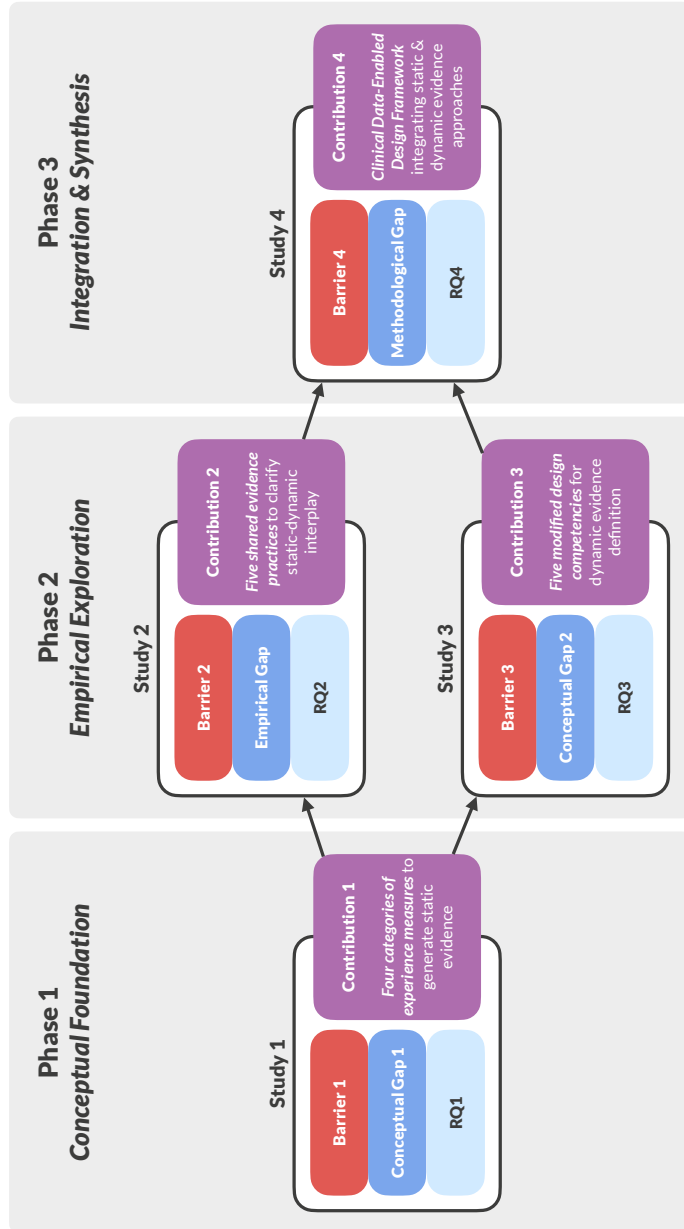 Phase 1
Conceptual Foundation
Study 1
Barrier 1
Conceptual Gap 1
RQ1
Contribution 1
Four categories of
experience measures to
generate static
evidence
Phase 2
Empirical Exploration
Study 2
Barrier 2
Empirical Gap
RQ2
Contribution 2
Five shared evidence
practices to clarify
static-dynamic
interplay
Study 3
Barrier 3
Conceptual Gap 2
RQ3
Contribution 3
Five modified design
competencies for
dynamic evidence
definition
Phase 3
Integration & Synthesis
Study 4
Barrier 4
Methodological Gap
RQ4
Contribution 4
Clinical Data-Enabled
Design Framework
integrating static &
dynamic evidence
approaches